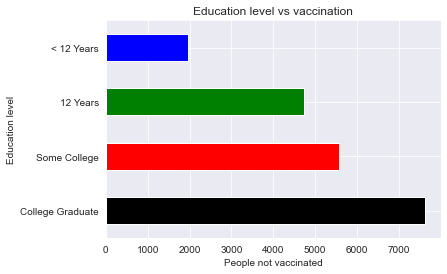 Education level vs vaccination
< 12 Years
12 Years
Some College
College Graduate
Education level
0 1000 2000 3000 4000 5000 6000 7000
People not vaccinated